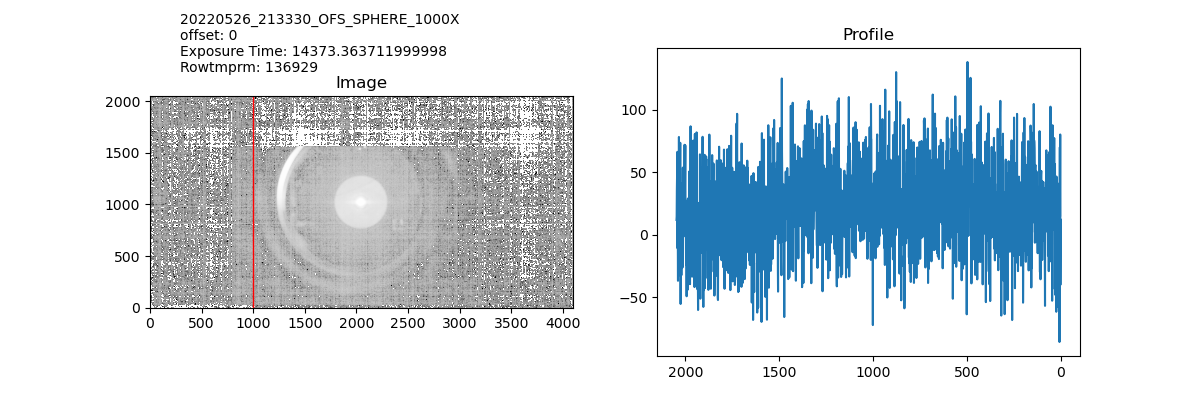 20220526_213330_OFS_SPHERE_1000X
offset: 0
Exposure Time: 14373.363711999998
Rowtmprm: 136929
Image
2000
1500
1000
500
0
0 500 1000 1500 2000 2500 3000 3500 4000
Profile
100
50
0
−50
2000 1500 1000 500 0